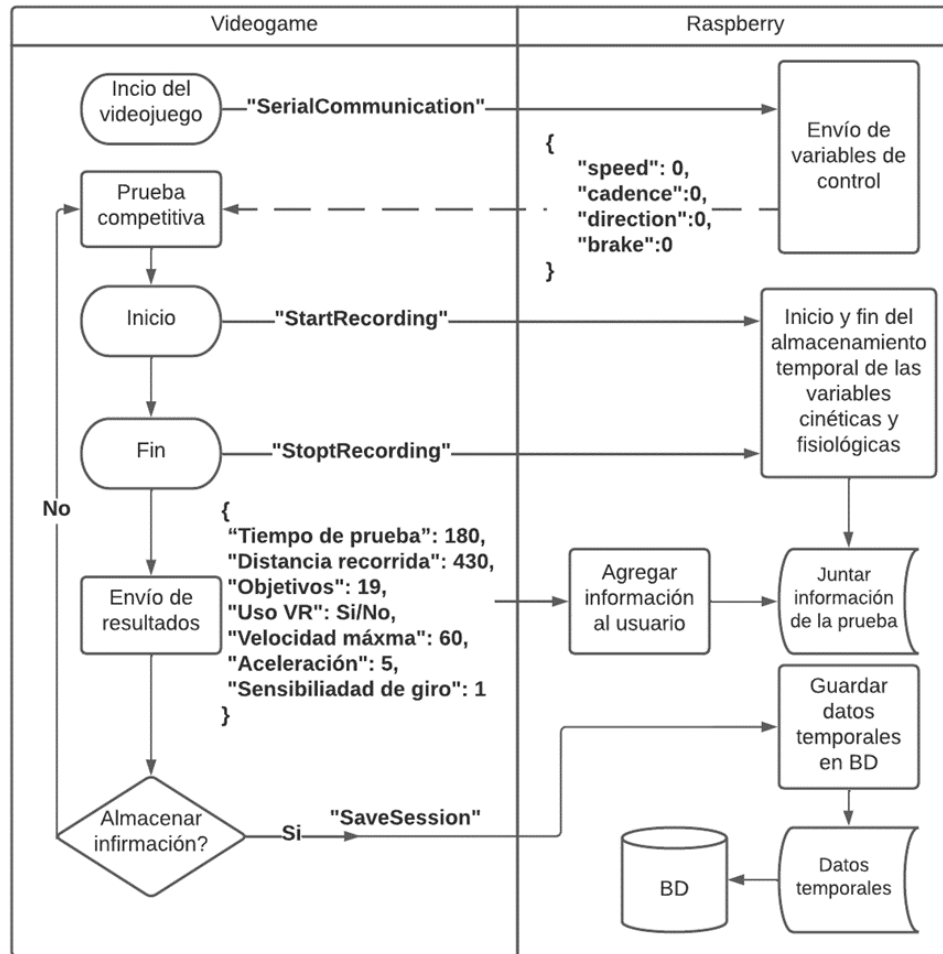 Videogame
Raspberry
Incio del
videojuego
"SerialCommunication"
Envío de
variables de
control
{
"speed": 0,
"cadence":0,
"direction":0,
"brake":0
}
Prueba
competitiva
Inicio
"StartRecording"
Inicio y fin del
almacenamiento
temporal de las
variables
cinéticas y
fisiológicas
Fin
"StoptRecording"
No
{
“Tiempo de prueba”: 180,
"Distancia recorrida": 430,
"Objetivos": 19,
"Uso VR": Si/No,
"Velocidad máxma": 60,
"Aceleración": 5,
"Sensibiliadad de giro": 1
}
Envío de
resultados
Agregar
información
al usuario
Juntar
información
de la prueba
Guardar
datos
temporales
en BD
Almacenar
infirmación?
Si
"SaveSession"
BD
Datos
temporales